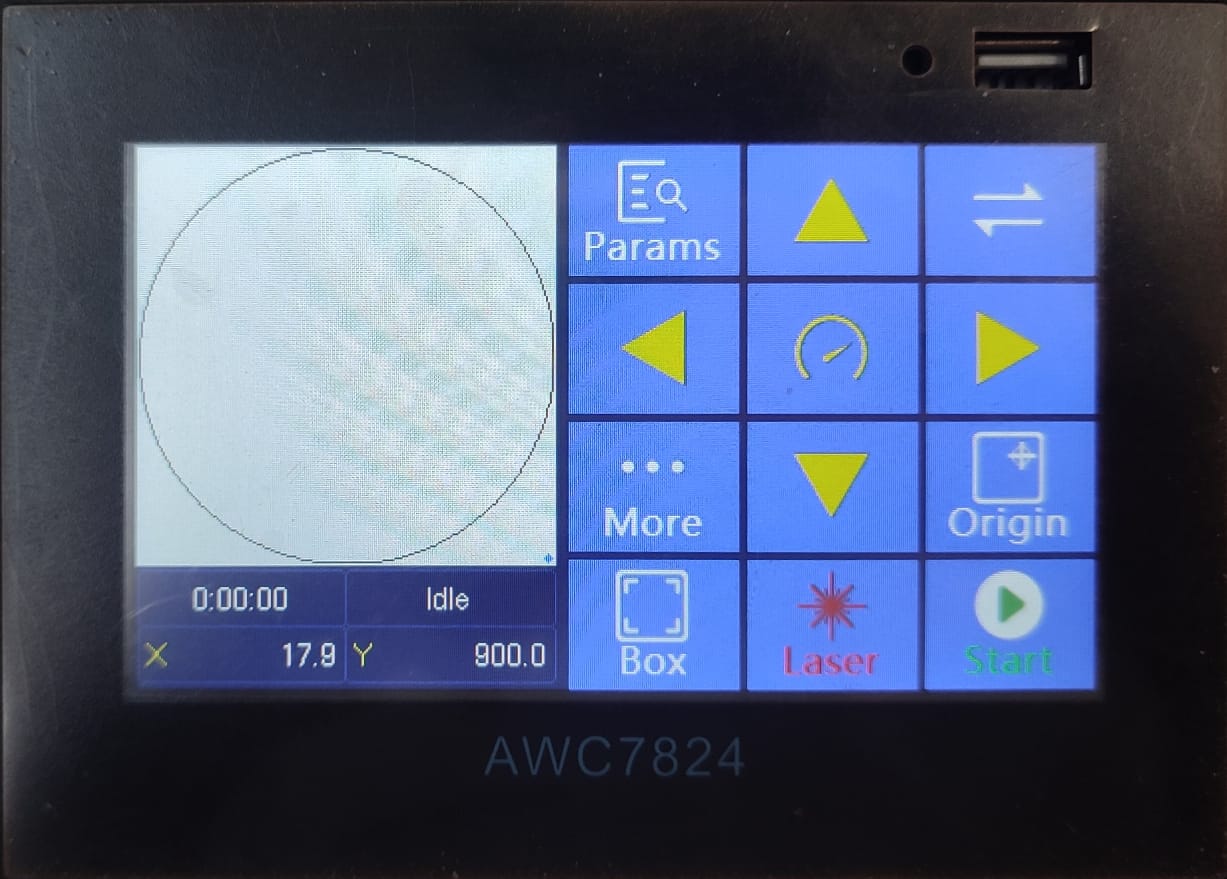 Params
More
Origin
0:00:00 Idle
X 17.9 Y 900.0
Box Laser Start
AWC7824